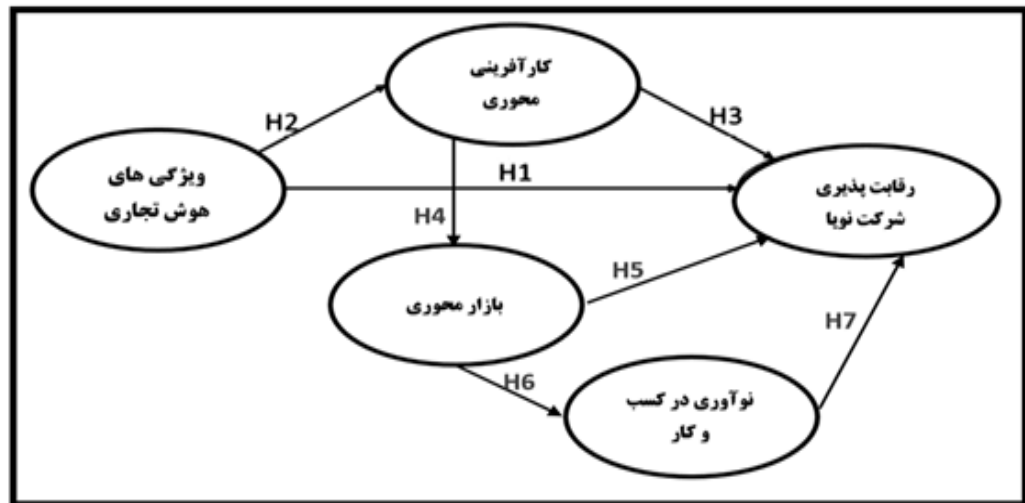 کارآفرینی
محوری
H2
H3
ویژگی های
هوش تجاری
H1
رقابت پذیری
شرکت نوپا
H4
بازار محوری
H5
H6
H7
نوآوری در کسب
و کار